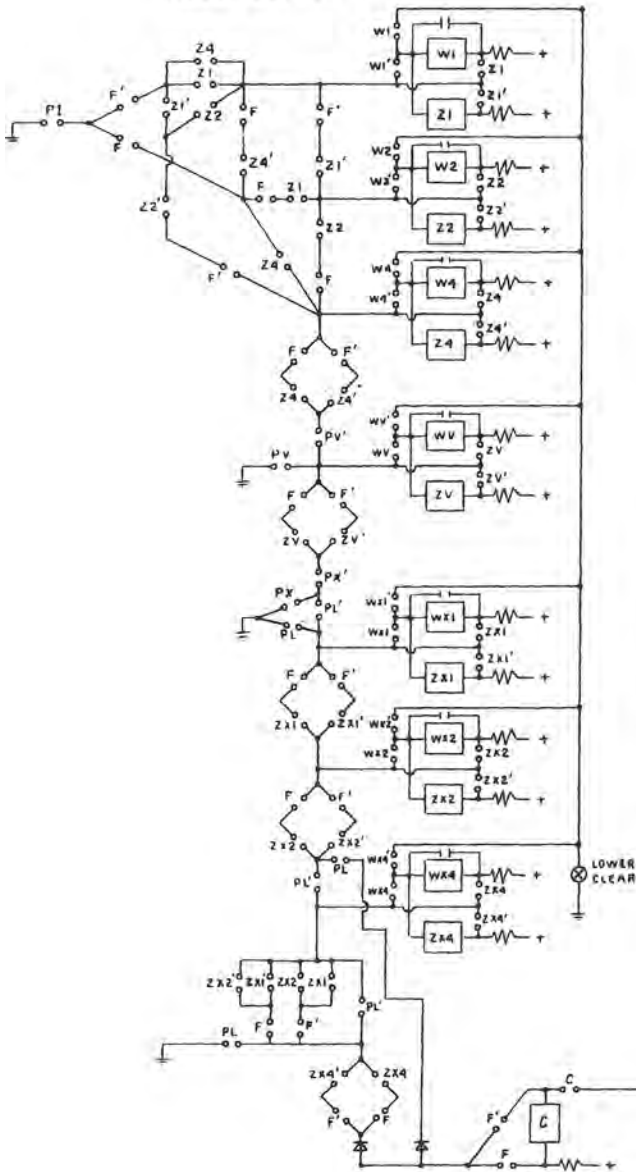 W1
W1'
W1
+
Z1
Z1'
Z1
+
Z4
Z1
F'
Z1'
Z2
P1
F
F
F'
Z4'
Z1'
F
Z1
Z2'
Z2
F'
Z4
F
W2
W2'
W2
+
Z2
Z2'
Z2
+
W4
W4'
W4
+
Z4
Z4'
Z4
+
F
F'
Z4
Z4'
PV'
PV
WV'
WV
WV
+
ZV
ZV'
ZV
+
F
F'
ZV
ZV'
PX'
PX
PL'
PL
WX1'
WX1
WX1
+
ZX1
ZX1'
ZX1
+
F
F'
ZX1
ZX1'
WX2'
WX2
WX2
+
ZX2
ZX2'
ZX2
+
F
F'
ZX2
ZX2'
PL
PL'
WX4'
WX4
WX4
+
ZX4
ZX4'
ZX4
+
LOWER
CLEAR
ZX2'
ZX1'
ZX2
ZX1
PL'
F
F'
PL
ZX4'
ZX4
F'
F
F'
C
C
F
+